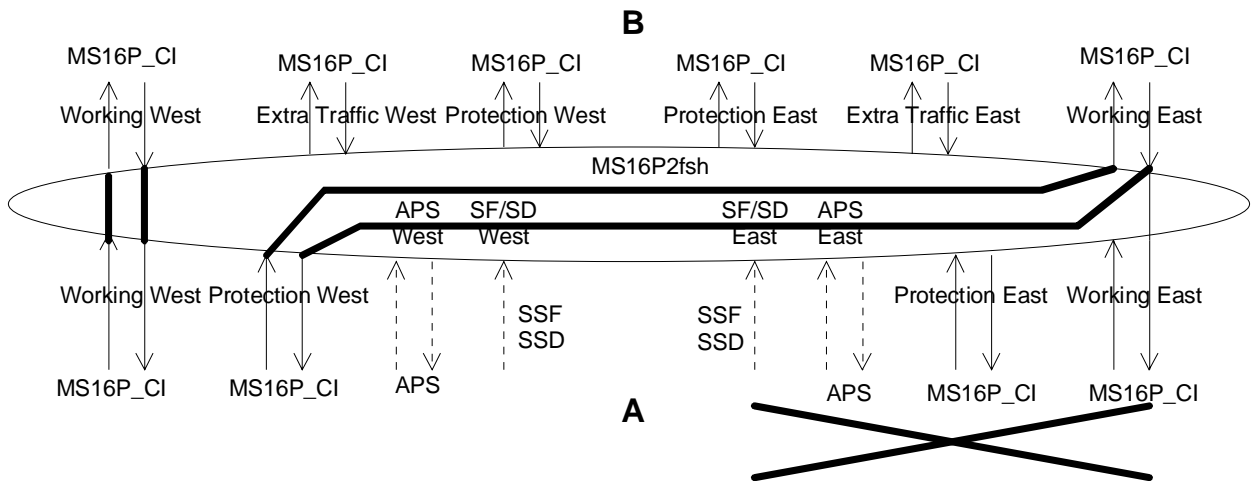 B
MS16P_CI MS16P_CI MS16P_CI MS16P_CI MS16P_CI MS16P_CI
Working West Extra Traffic West Protection West Protection East Extra Traffic East Working East
MS16P2fsh
APS SF/SD SF/SD APS
West West East East
Working West Protection West Protection East Working East
SSF SSF
SSD SSD
MS16P_CI MS16P_CI APS APS MS16P_CI MS16P_CI
A